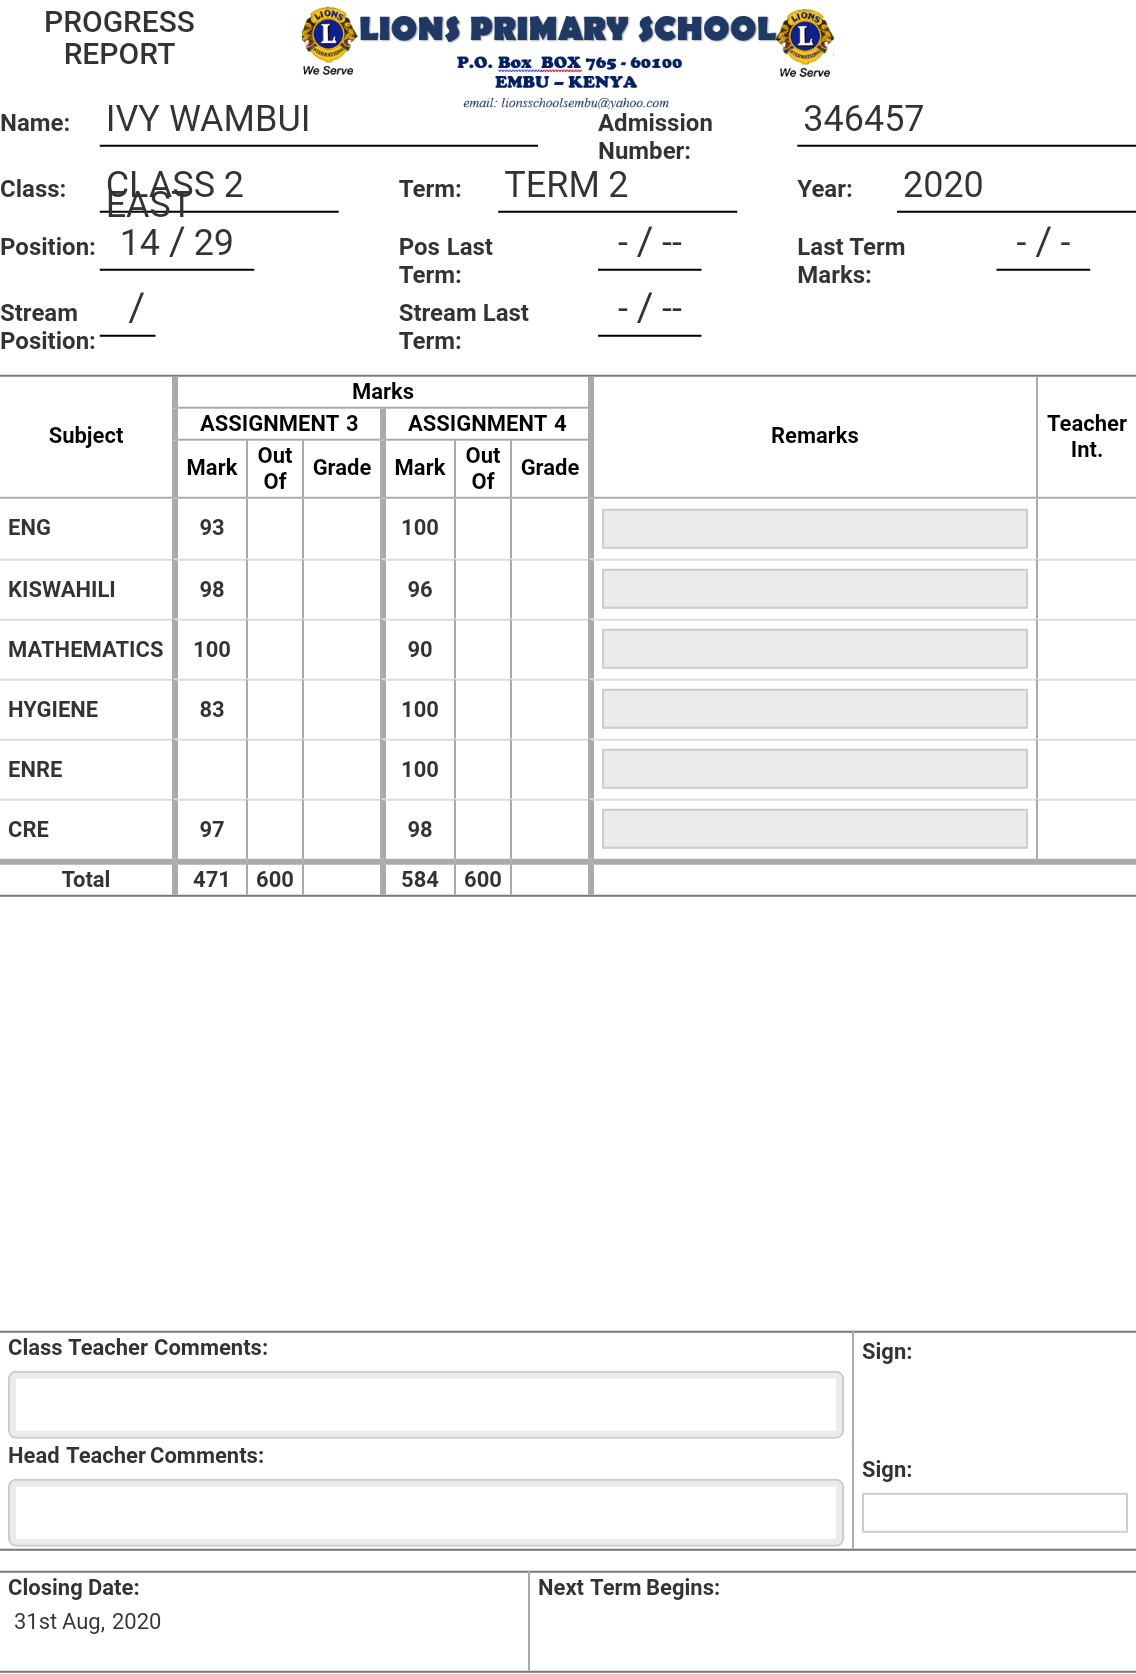 PROGRESS REPORT
LIONS PRIMARY SCHOOL
LIONS
L
INTERNATIONAL
We Serve
LIONS
L
INTERNATIONAL
We Serve
P.O. Box BOX 765 - 60100
EMBU – KENYA
email: lionsschoolsembu@yahoo.com
Name: IVY WAMBUI Admission Number: 346457
Class: CLASS 2 EAST Term: TERM 2 Year: 2020
Position: 14 / 29 Pos Last Term: - / -- Last Term Marks: - / -
Stream Position: / Stream Last Term: - / --
Marks
Subject ASSIGNMENT 3 ASSIGNMENT 4 Remarks Teacher Int.
Mark Out Of Grade Mark Out Of Grade
ENG 93 100
KISWAHILI 98 96
MATHEMATICS 100 90
HYGIENE 83 100
ENRE 100
CRE 97 98
Total 471 600 584 600
Class Teacher Comments: Sign:
Head Teacher Comments: Sign:
Closing Date: Next Term Begins:
31st Aug, 2020